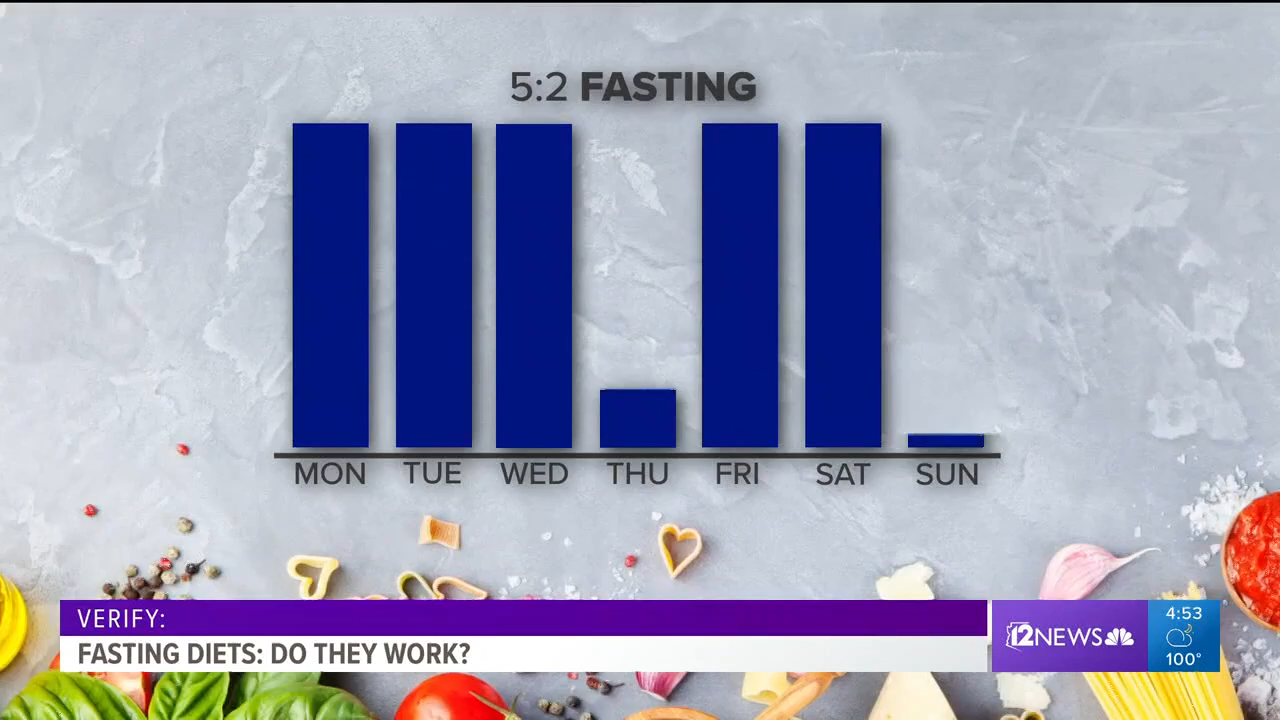 5:2 FASTING
MON TUE WED THU FRI SAT SUN
VERIFY:
FASTING DIETS: DO THEY WORK?
12NEWS
4:53
100°